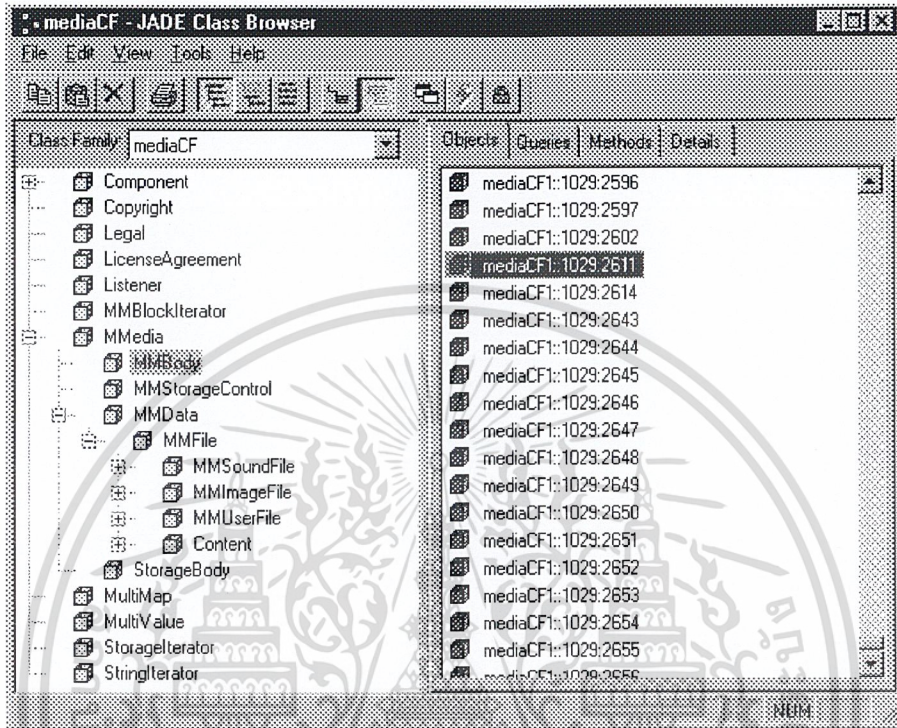 mediaCF - JADE Class Browser
File Edit View Tools Help
Class Family: mediaCF
Component
Copyright
Legal
LicenseAgreement
Listener
MMBlockIterator
MMedia
MMBody
MMStorageControl
MMData
MMFile
MMSoundFile
MMImageFile
MMUserFile
Content
StorageBody
MultiMap
MultiValue
StorageIterator
StringIterator
Objects Queries Methods Details
mediaCF1::1029:2596
mediaCF1::1029:2597
mediaCF1::1029:2602
mediaCF1::1029:2611
mediaCF1::1029:2614
mediaCF1::1029:2643
mediaCF1::1029:2644
mediaCF1::1029:2645
mediaCF1::1029:2646
mediaCF1::1029:2647
mediaCF1::1029:2648
mediaCF1::1029:2649
mediaCF1::1029:2650
mediaCF1::1029:2651
mediaCF1::1029:2652
mediaCF1::1029:2653
mediaCF1::1029:2654
mediaCF1::1029:2655
mediaCF1::1029:2656
NUM